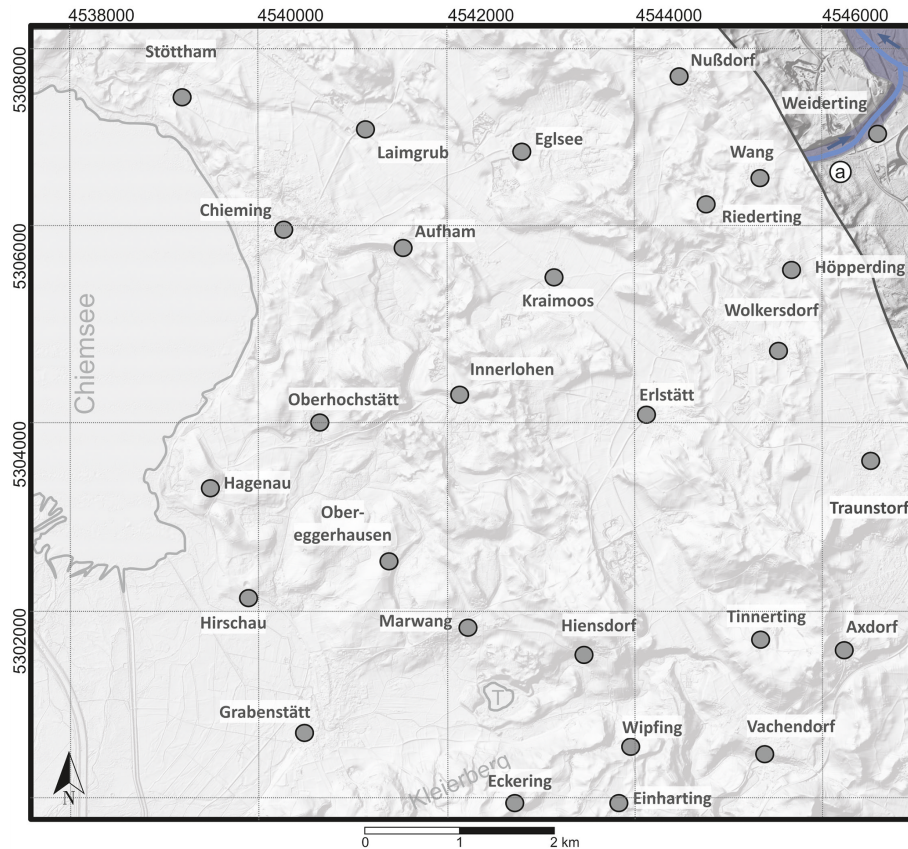 4538000 4540000 4542000 4544000 4546000
5308000
5306000
5304000
5302000
Stöttham
Nußdorf
Weiderting
Laimgrub
Eglsee
Wang
a
Chieming
Riederting
Aufham
Höpperding
Kraimoos
Wolkersdorf
Chiemsee
Innerlohen
Oberhochstätt
Erlstätt
Hagenau
Traunstorf
Ober-
eggerhausen
Hirschau
Marwang
Hiensdorf
Tinnerting
Axdorf
T
Grabenstätt
Wipfing
Vachendorf
Kleierberg
Eckering
Einharting
N
0 1 2 km